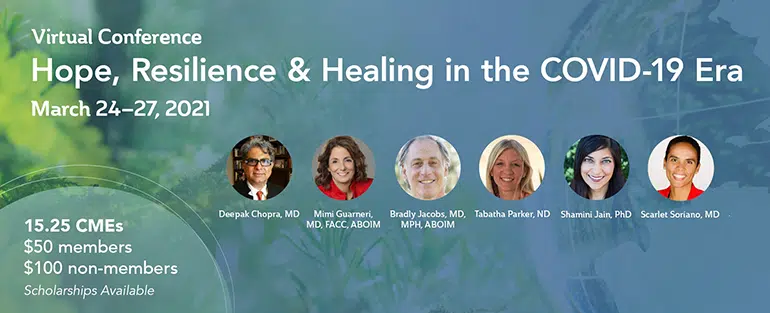 Virtual Conference
Hope, Resilience & Healing in the COVID-19 Era
March 24–27, 2021
Deepak Chopra, MD
Mimi Guarneri,
MD, FACC, ABOIM
Bradly Jacobs, MD,
MPH, ABOIM
Tabatha Parker, ND
Shamini Jain, PhD
Scarlet Soriano, MD
15.25 CMEs
$50 members
$100 non-members
Scholarships Available